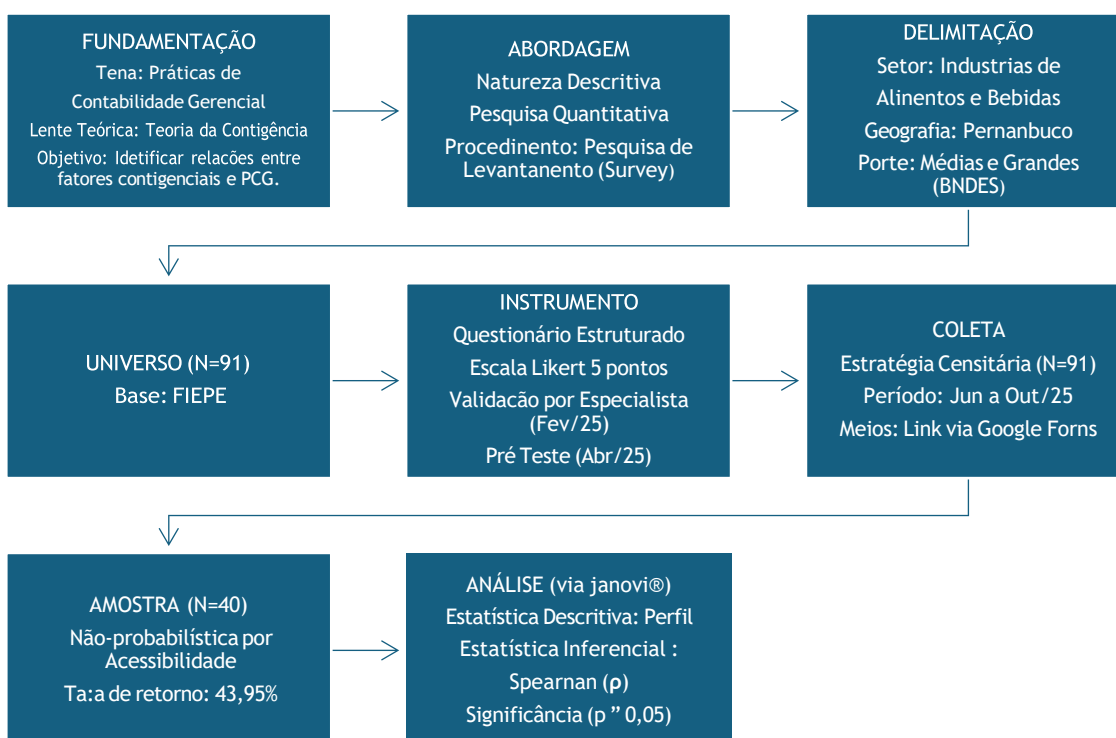 FUNDAMENTAÇÃO
Tena: Práticas de
Contabilidade Gerencial
Lente Teórica: Teoria da Contigência
Objetivo: Idetificar relacões entre
fatores contigenciais e PCG.
ABORDAGEM
Natureza Descritiva
Pesquisa Quantitativa
Procedinento: Pesquisa de
Levantanento (Survey)
DELIMITAÇÃO
Setor: Industrias de
Alinentos e Bebidas
Geografia: Pernanbuco
Porte: Médias e Grandes
(BNDES)
UNIVERSO (N=91)
Base: FIEPE
INSTRUMENTO
Questionário Estruturado
Escala Likert 5 pontos
Validacão por Especialista
(Fev/25)
Pré Teste (Abr/25)
COLETA
Estratégia Censitária (N=91)
Período: Jun a Out/25
Meios: Link via Google Forns
AMOSTRA (N=40)
Não-probabilística por
Acessibilidade
Ta:a de retorno: 43,95%
ANÁLISE (via janovi®)
Estatística Descritiva: Perfil
Estatística Inferencial :
Spearnan (ρ)
Significância (p ” 0,05)